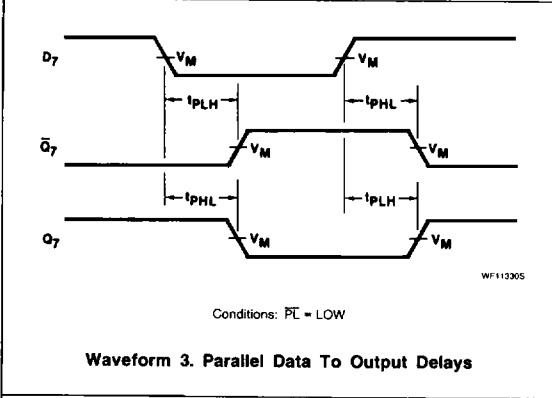 D7 VM VM
tPLH tPHL
Q̅7 VM VM
tPHL tPLH
Q7 VM VM
WF11330S
Conditions: P̅L̅ = LOW
Waveform 3. Parallel Data To Output Delays